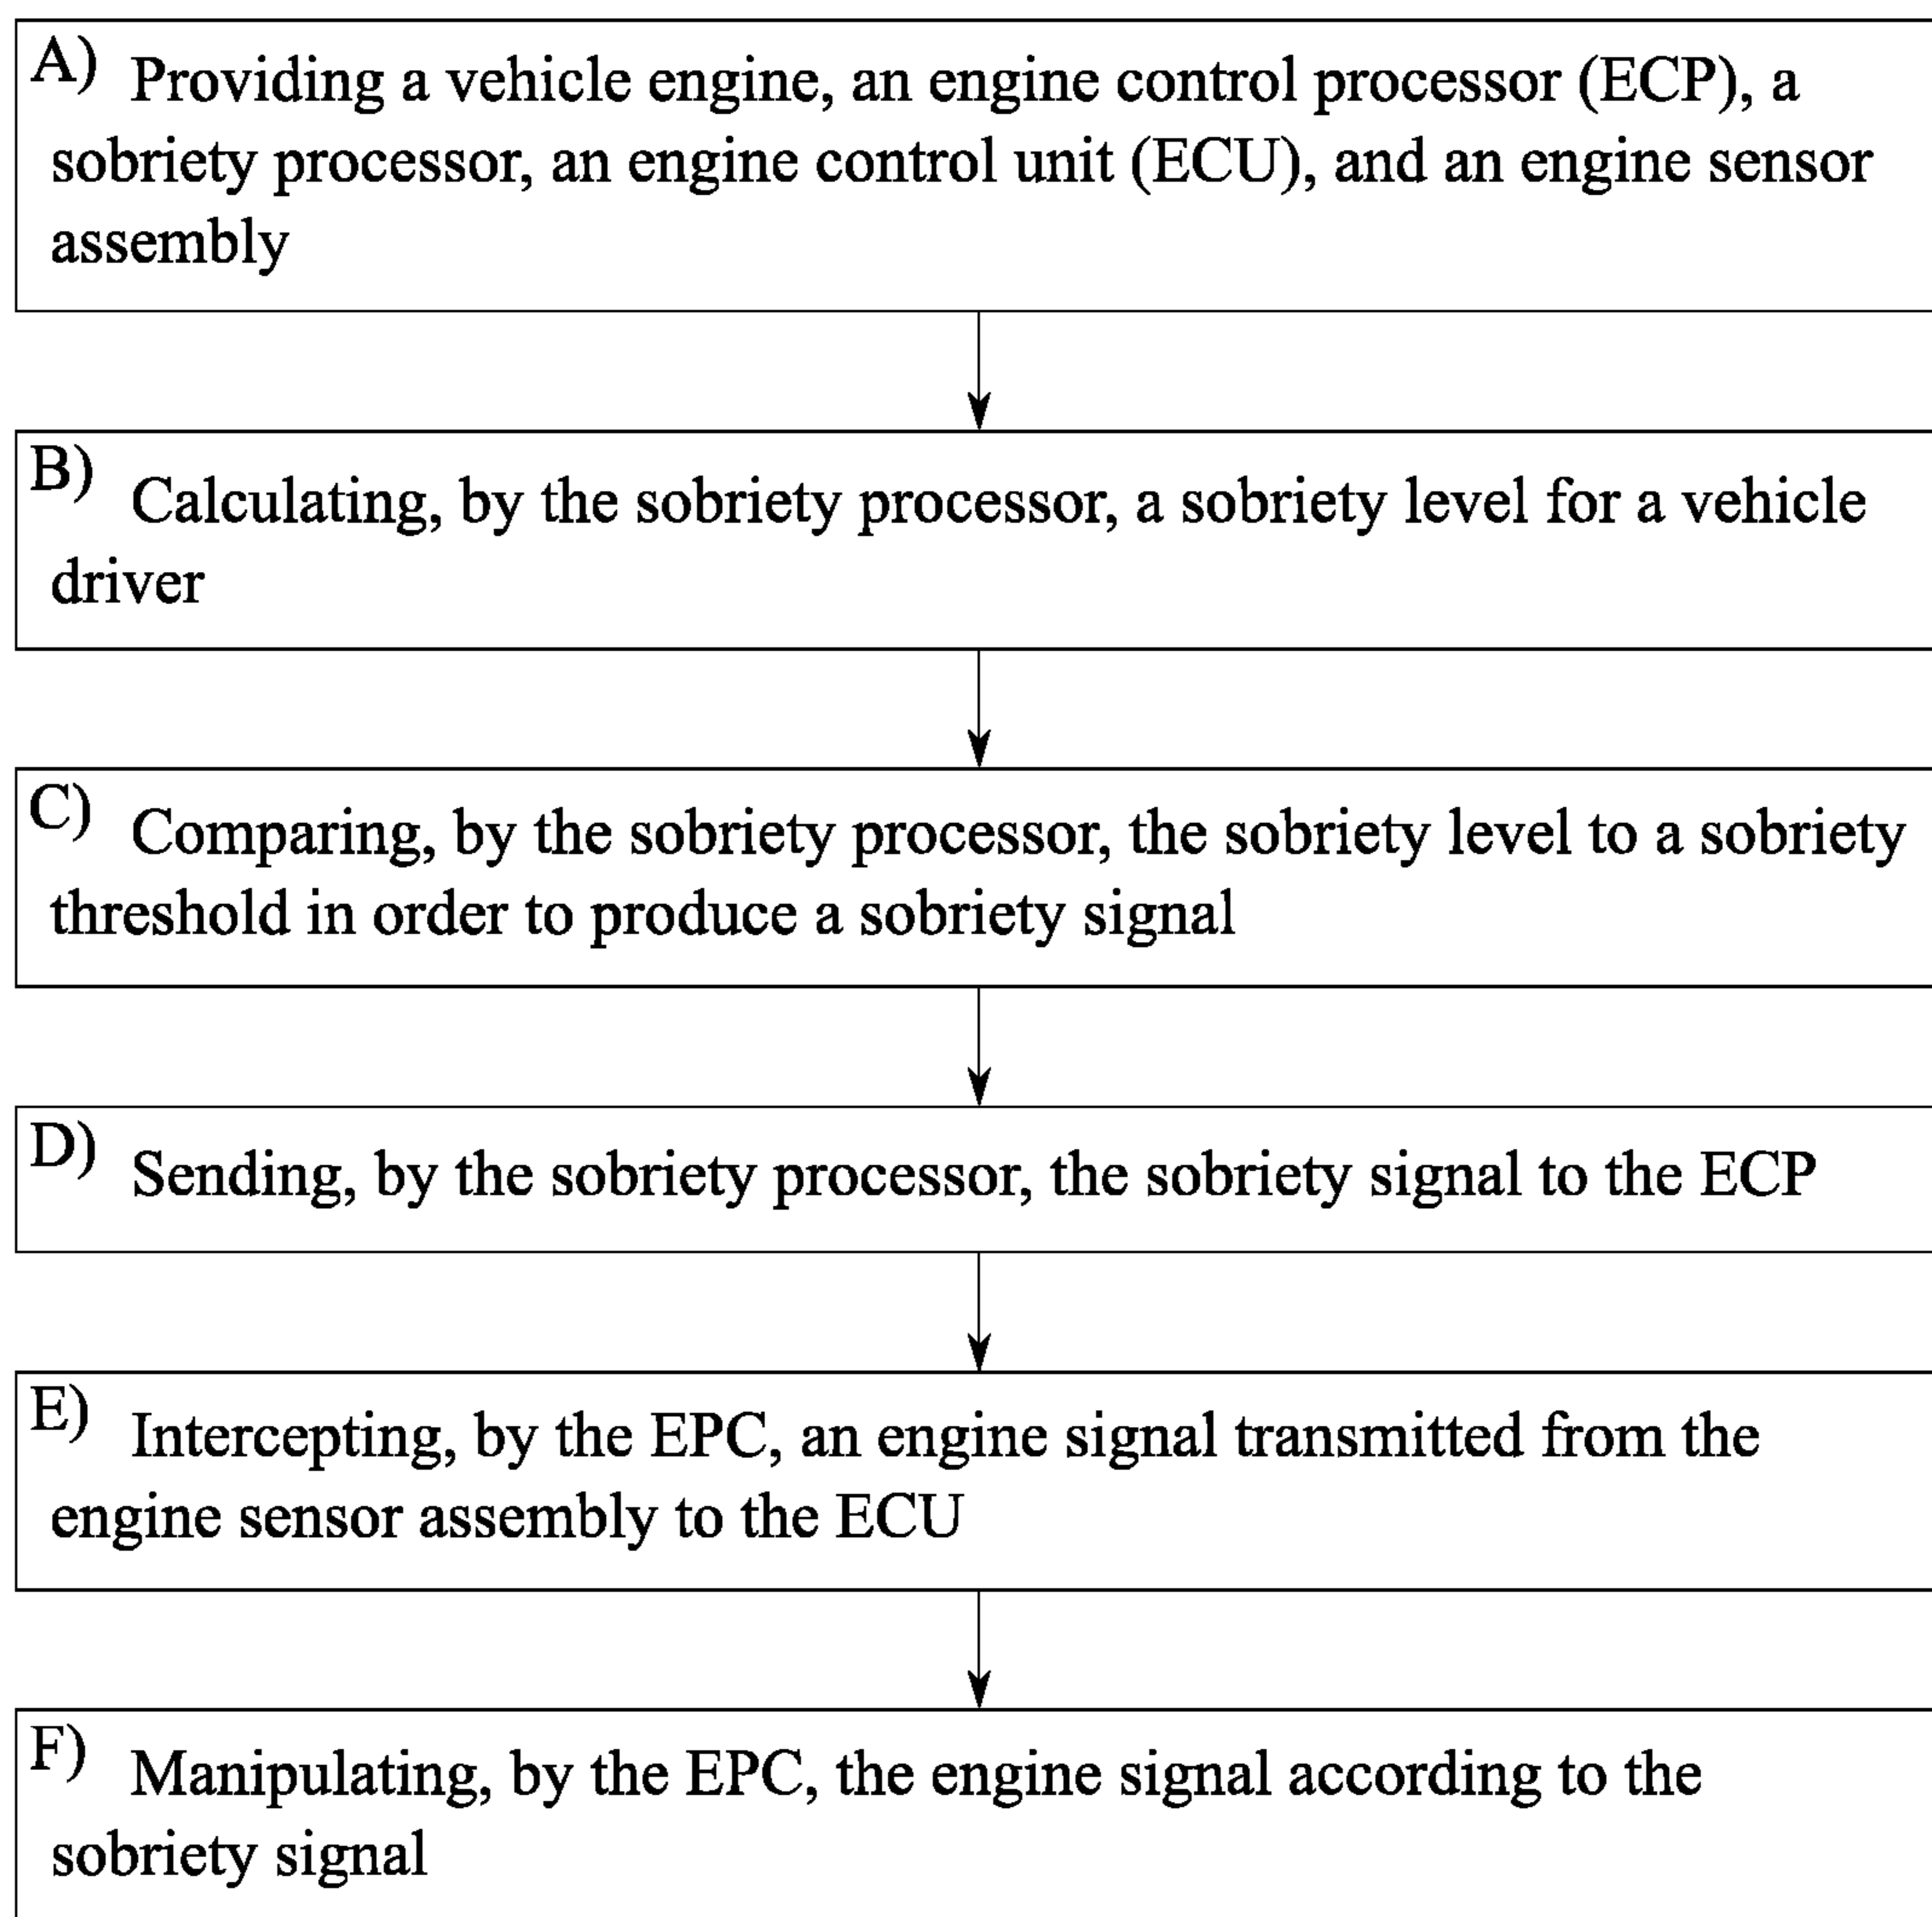 A) Providing a vehicle engine, an engine control processor (ECP), a
sobriety processor, an engine control unit (ECU), and an engine sensor
assembly
B) Calculating, by the sobriety processor, a sobriety level for a vehicle
driver
C) Comparing, by the sobriety processor, the sobriety level to a sobriety
threshold in order to produce a sobriety signal
D) Sending, by the sobriety processor, the sobriety signal to the ECP
E) Intercepting, by the EPC, an engine signal transmitted from the
engine sensor assembly to the ECU
F) Manipulating, by the EPC, the engine signal according to the
sobriety signal